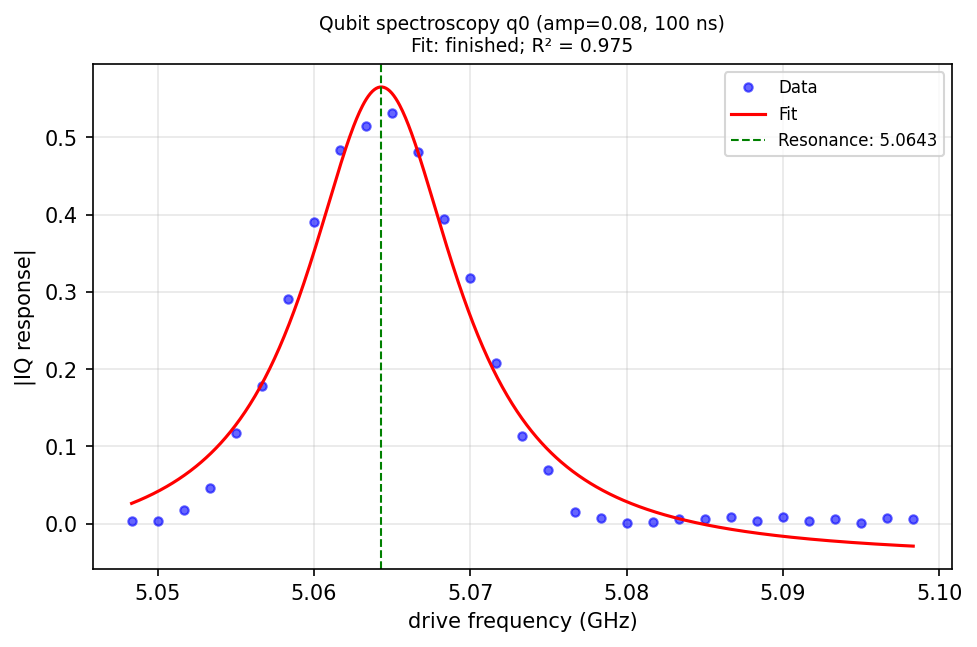 Qubit spectroscopy q0 (amp=0.08, 100 ns)
Fit: finished; R² = 0.975
Data
Fit
Resonance: 5.0643
|IQ response|
0.5
0.4
0.3
0.2
0.1
0.0
5.05 5.06 5.07 5.08 5.09 5.10
drive frequency (GHz)